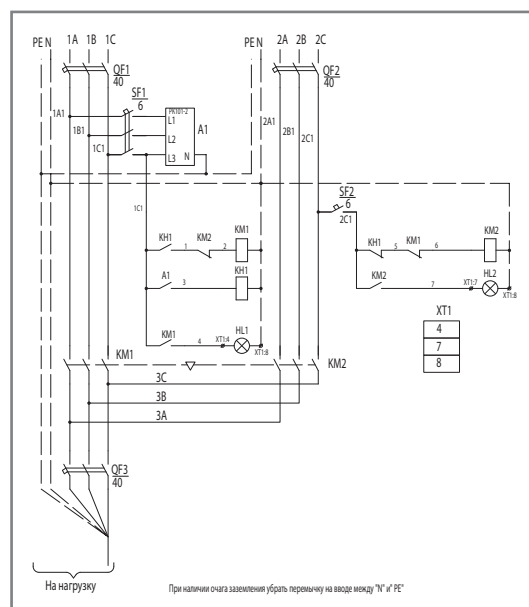 1A 1B 1C
PE N
2A 2B 2C
PE N
QF1
40
QF2
40
SF1
6
PK101-2
A1
1A1
L1
1B1
L2
1C1
L3 N
2A1
2B1
2C1
SF2
6
2C1
1C1
KH1 1 KM2 2 KM1
KH1 5 KM1 6 KM2
A1 3 KH1
KM2 7 XT1:7 HL2 XT1:8
KM1 4 XT1:4 HL1 XT1:8
XT1
4
7
8
KM1
KM2
3C
3B
3A
QF3
40
На нагрузку
При наличии очага заземления убрать перемычку на вводе между "N" и" PE"